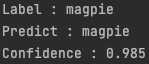 Label : magpie
Predict : magpie
Confidence : 0.985